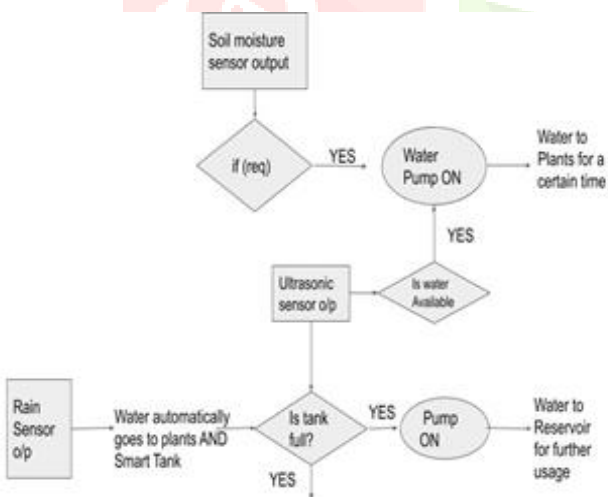 Soil moisture
sensor output
if (req)
YES
Water
Pump ON
Water to
Plants for a
certain time
YES
Ultrasonic
sensor o/p
Is water
Available
Rain
Sensor
o/p
Water automatically
goes to plants AND
Smart Tank
Is tank
full?
YES
Pump
ON
Water to
Reservoir
for further
usage
YES